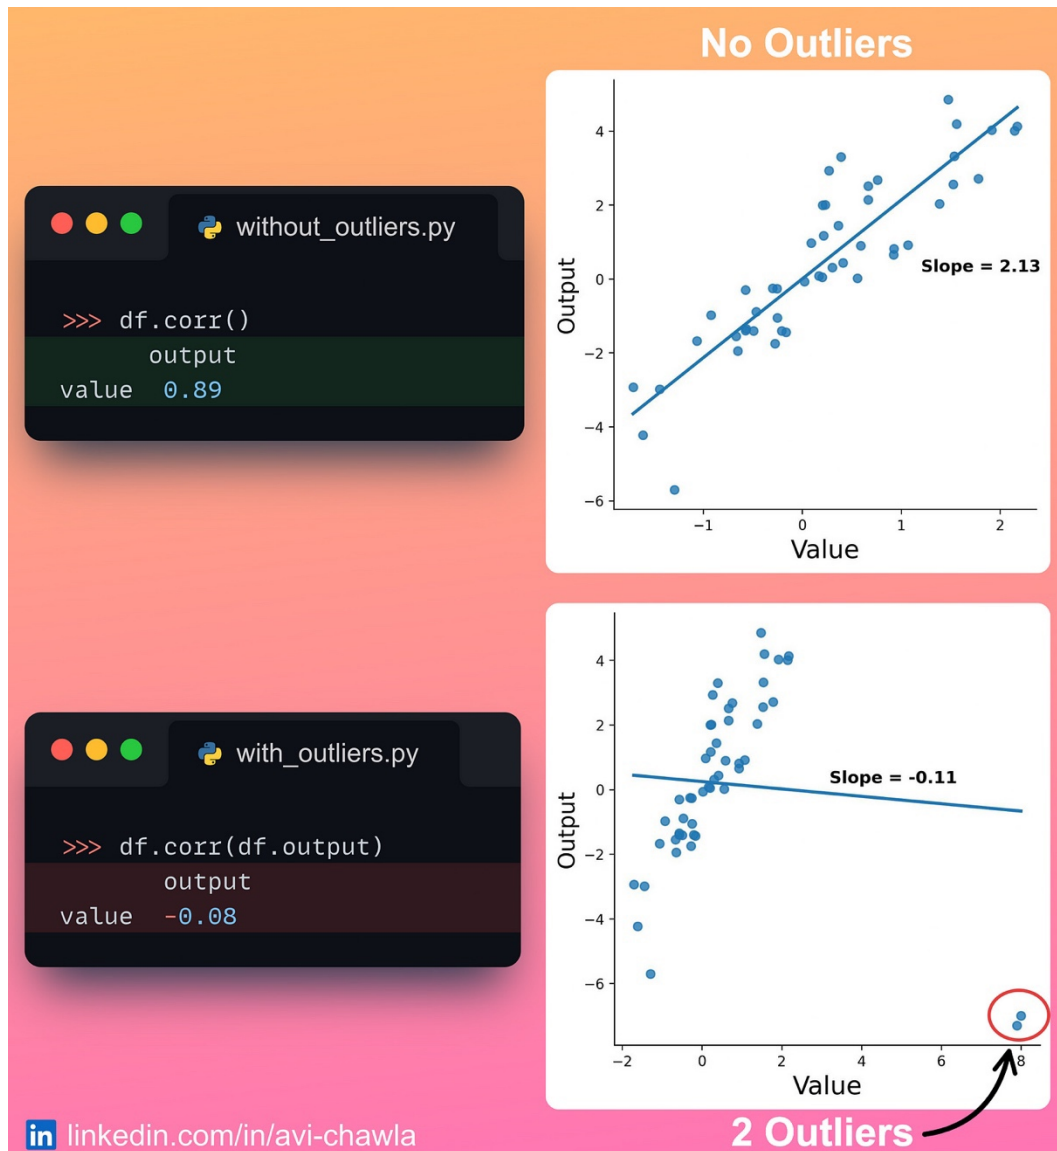 No Outliers
without_outliers.py
>>> df.corr()
output
value 0.89
4
2
0
−2
−4
−6
Output
Slope = 2.13
−1
0
1
2
Value
with_outliers.py
>>> df.corr(df.output)
output
value -0.08
4
2
0
−2
−4
−6
Output
Slope = -0.11
−2
0
2
4
6
8
Value
in linkedin.com/in/avi-chawla
2 Outliers